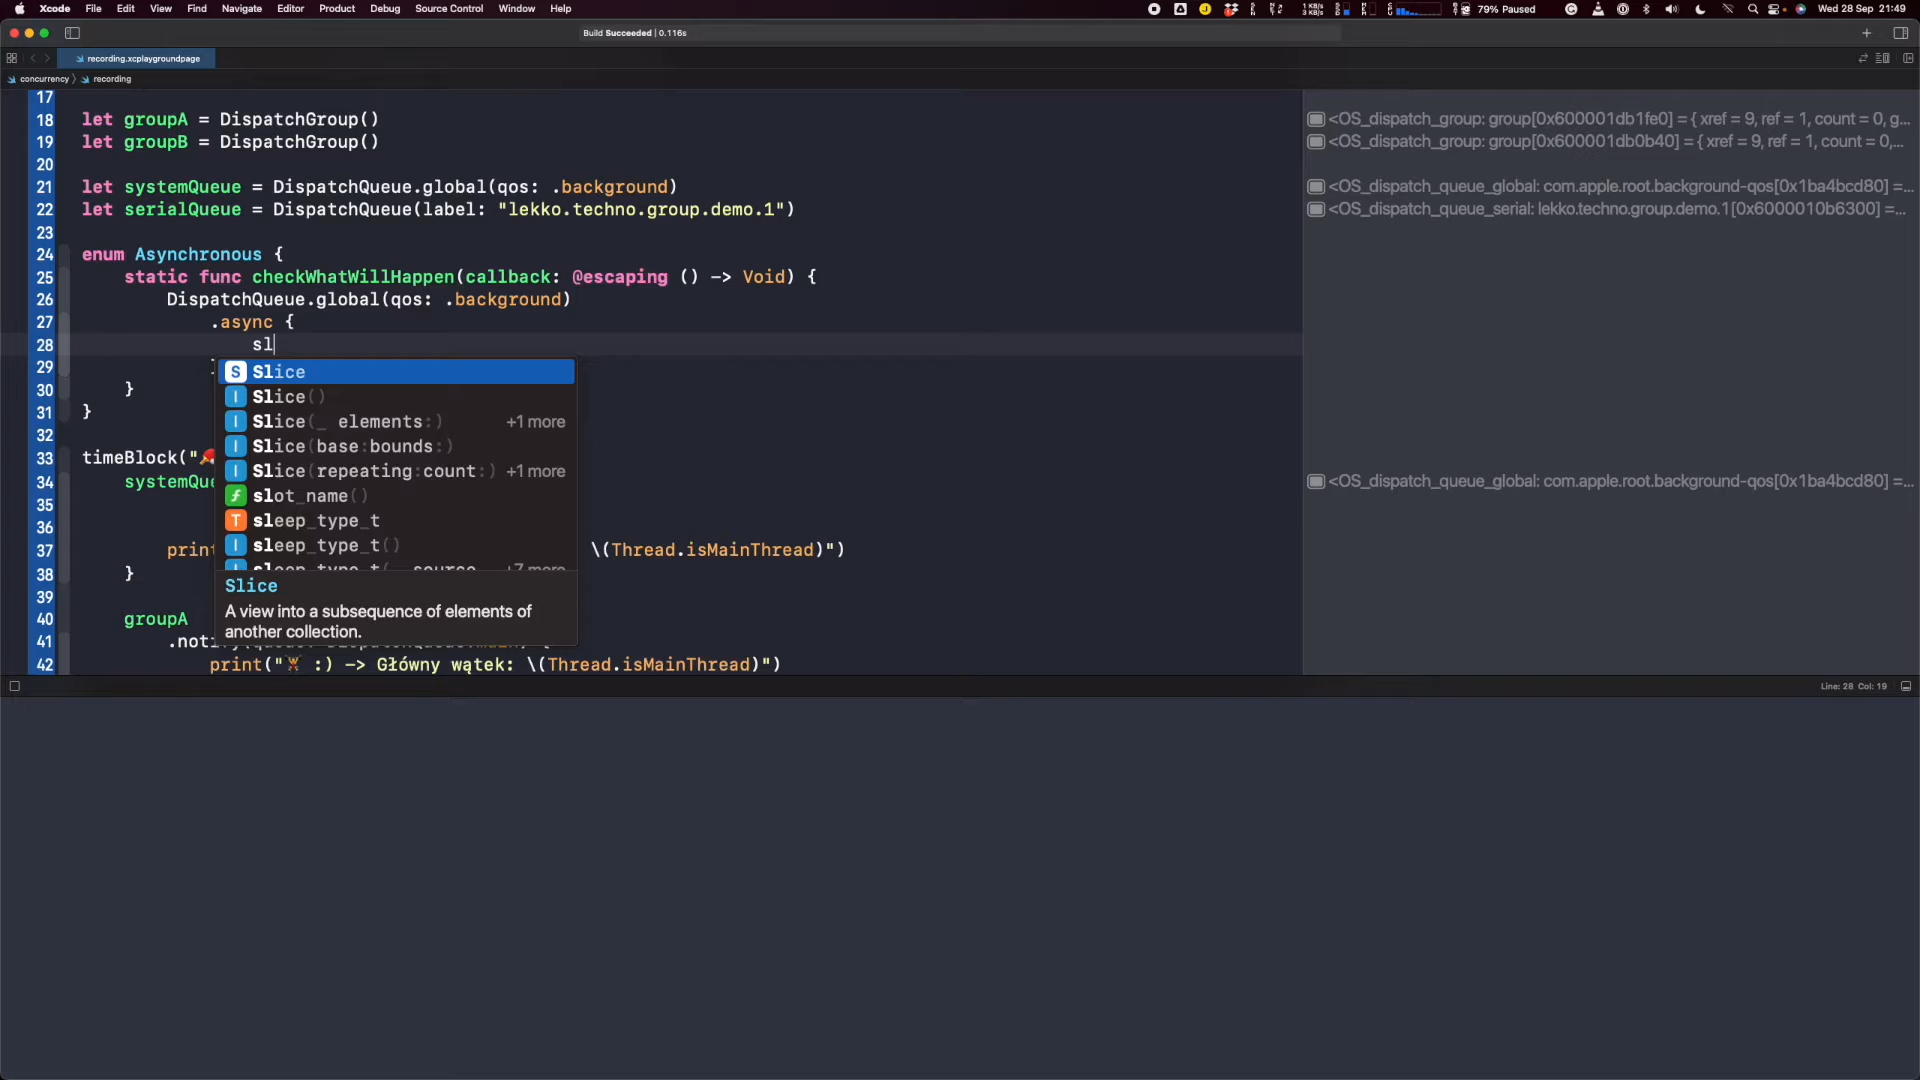 Xcode File Edit View Find Navigate Editor Product Debug Source Control Window Help 79% Paused Wed 28 Sep 21:49
Build Succeeded | 0.116s
recording.xcplaygroundpage
concurrency recording
17
18 let groupA = DispatchGroup()
19 let groupB = DispatchGroup()
20
21 let systemQueue = DispatchQueue.global(qos: .background)
22 let serialQueue = DispatchQueue(label: "lekko.techno.group.demo.1")
23
24 enum Asynchronous {
25 static func checkWhatWillHappen(callback: @escaping () -> Void) {
26 DispatchQueue.global(qos: .background)
27 .async {
28 sl
29
30 }
31 }
32
33 timeBlock("🏓
34 systemQue
35
36
37 print \(Thread.isMainThread)")
38 }
39
40 groupA
41 .noti
42 print("🏋 :) -> Główny wątek: \(Thread.isMainThread)")
S Slice
I Slice()
I Slice(_ elements:) +1 more
I Slice(base:bounds:)
I Slice(repeating:count:) +1 more
f slot_name()
T sleep_type_t
I sleep_type_t()
I sleep_type_t(_ source +7 more
Slice
A view into a subsequence of elements of
another collection.
<OS_dispatch_group: group[0x600001db1fe0] = { xref = 9, ref = 1, count = 0, g...
<OS_dispatch_group: group[0x600001db0b40] = { xref = 9, ref = 1, count = 0,...
<OS_dispatch_queue_global: com.apple.root.background-qos[0x1ba4bcd80] =...
<OS_dispatch_queue_serial: lekko.techno.group.demo.1[0x6000010b6300] =...
<OS_dispatch_queue_global: com.apple.root.background-qos[0x1ba4bcd80] =...
Line: 28 Col: 19